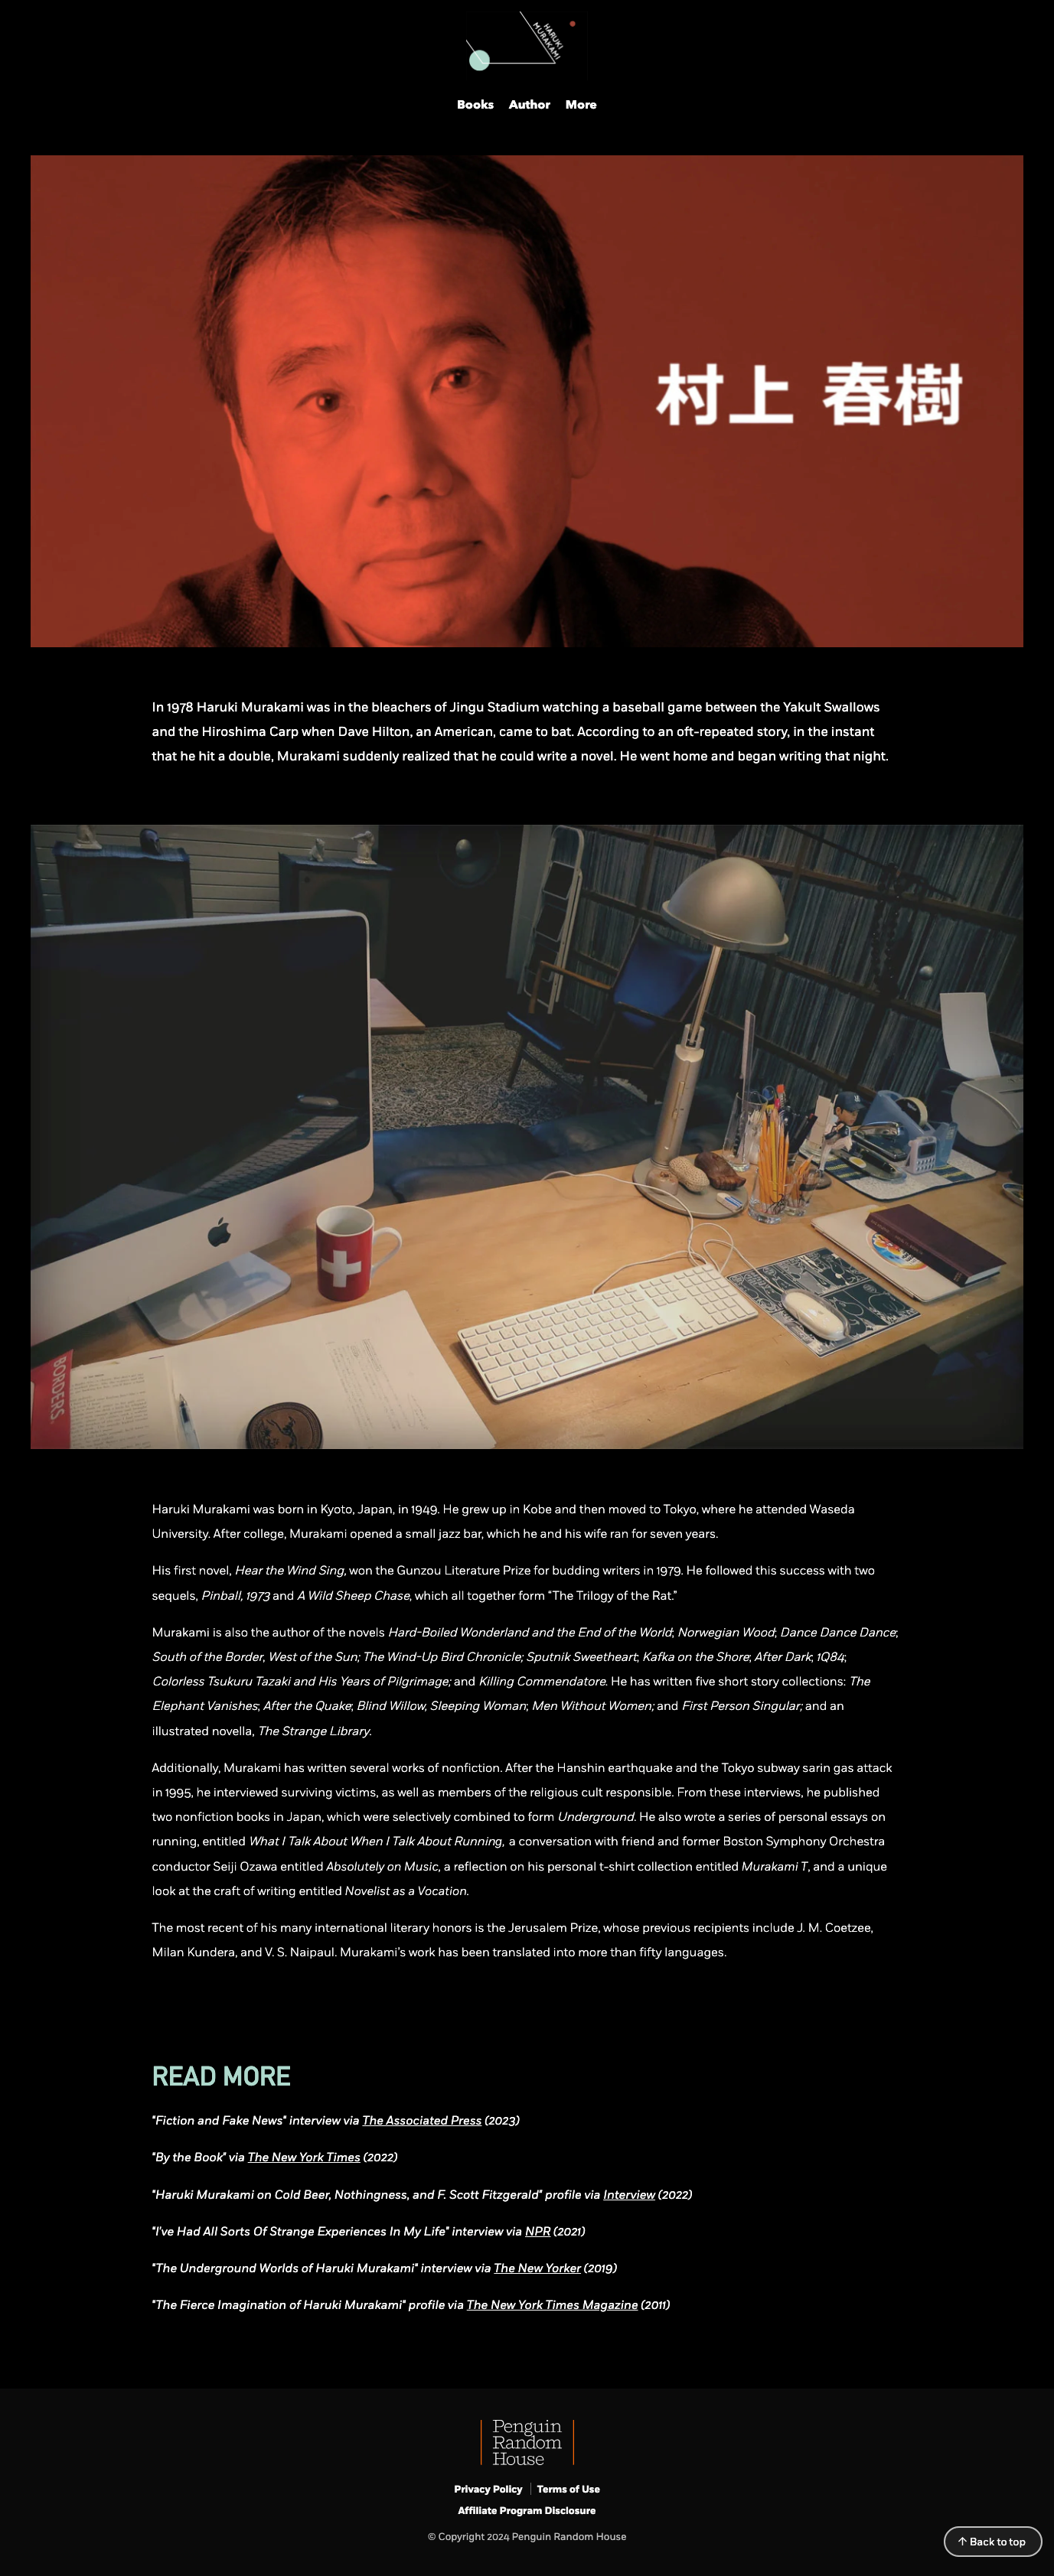 HARUKI
MURAKAMI
Books Author More
村上 春樹
In 1978 Haruki Murakami was in the bleachers of Jingu Stadium watching a baseball game between the Yakult Swallows
and the Hiroshima Carp when Dave Hilton, an American, came to bat. According to an oft-repeated story, in the instant
that he hit a double, Murakami suddenly realized that he could write a novel. He went home and began writing that night.
BORDERS.
Haruki Murakami was born in Kyoto, Japan, in 1949. He grew up in Kobe and then moved to Tokyo, where he attended Waseda
University. After college, Murakami opened a small jazz bar, which he and his wife ran for seven years.
His first novel, Hear the Wind Sing, won the Gunzou Literature Prize for budding writers in 1979. He followed this success with two
sequels, Pinball, 1973 and A Wild Sheep Chase, which all together form “The Trilogy of the Rat.”
Murakami is also the author of the novels Hard-Boiled Wonderland and the End of the World; Norwegian Wood; Dance Dance Dance;
South of the Border, West of the Sun; The Wind-Up Bird Chronicle; Sputnik Sweetheart; Kafka on the Shore; After Dark; 1Q84;
Colorless Tsukuru Tazaki and His Years of Pilgrimage; and Killing Commendatore. He has written five short story collections: The
Elephant Vanishes; After the Quake; Blind Willow, Sleeping Woman; Men Without Women; and First Person Singular; and an
illustrated novella, The Strange Library.
Additionally, Murakami has written several works of nonfiction. After the Hanshin earthquake and the Tokyo subway sarin gas attack
in 1995, he interviewed surviving victims, as well as members of the religious cult responsible. From these interviews, he published
two nonfiction books in Japan, which were selectively combined to form Underground. He also wrote a series of personal essays on
running, entitled What I Talk About When I Talk About Running, a conversation with friend and former Boston Symphony Orchestra
conductor Seiji Ozawa entitled Absolutely on Music, a reflection on his personal t-shirt collection entitled Murakami T, and a unique
look at the craft of writing entitled Novelist as a Vocation.
The most recent of his many international literary honors is the Jerusalem Prize, whose previous recipients include J. M. Coetzee,
Milan Kundera, and V. S. Naipaul. Murakami’s work has been translated into more than fifty languages.
READ MORE
"Fiction and Fake News" interview via The Associated Press (2023)
"By the Book" via The New York Times (2022)
"Haruki Murakami on Cold Beer, Nothingness, and F. Scott Fitzgerald" profile via Interview (2022)
"I've Had All Sorts Of Strange Experiences In My Life" interview via NPR (2021)
"The Underground Worlds of Haruki Murakami" interview via The New Yorker (2019)
"The Fierce Imagination of Haruki Murakami" profile via The New York Times Magazine (2011)
Penguin
Random
House
Privacy Policy | Terms of Use
Affiliate Program Disclosure
© Copyright 2024 Penguin Random House
↑ Back to top